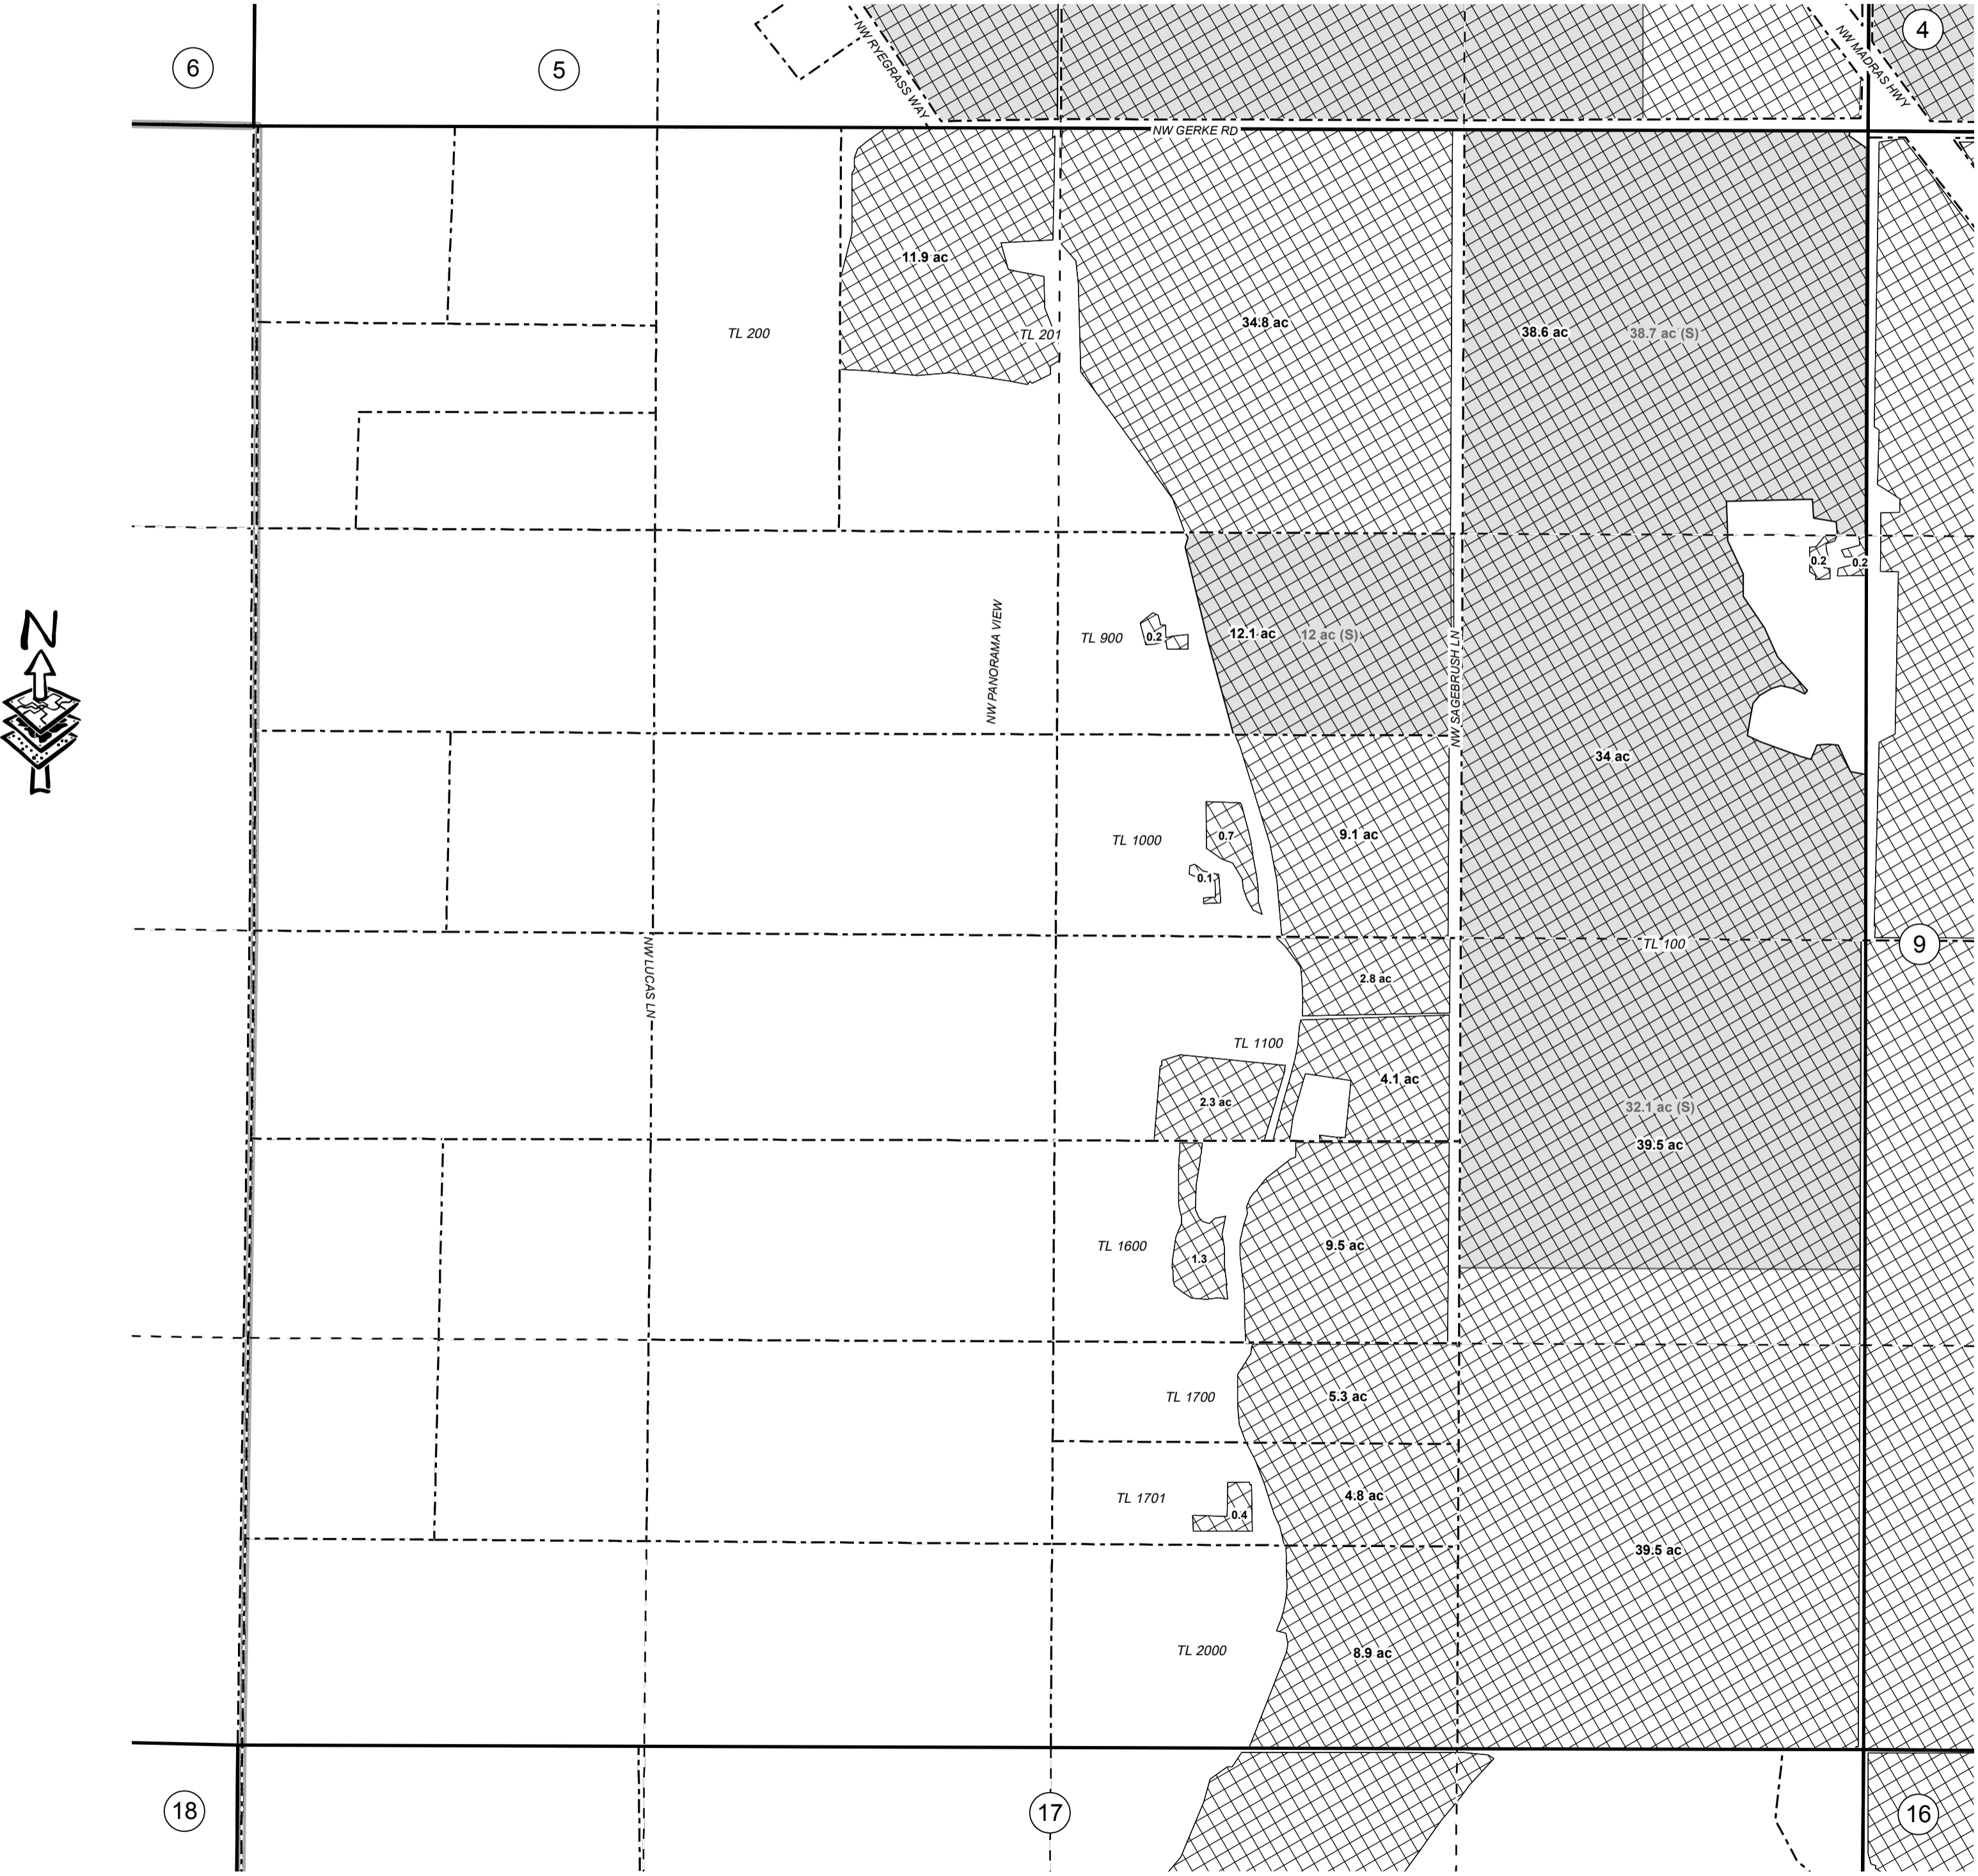 6
5
4
NW RYEGRASS WAY
NW MADRAS HWY
NW GERKE RD
11.9 ac
34.8 ac
38.6 ac
38.7 ac (S)
TL 200
TL 201
0.2
0.2
NW PANORAMA VIEW
TL 900
0.2
12.1 ac
12 ac (S)
NW SAGEBRUSH LN
N
34 ac
TL 1000
0.7
9.1 ac
0.1
NW LUCAS LN
TL 100
9
2.8 ac
TL 1100
4.1 ac
2.3 ac
32.1 ac (S)
39.5 ac
TL 1600
1.3
9.5 ac
TL 1700
5.3 ac
TL 1701
0.4
4.8 ac
39.5 ac
TL 2000
8.9 ac
18
17
16